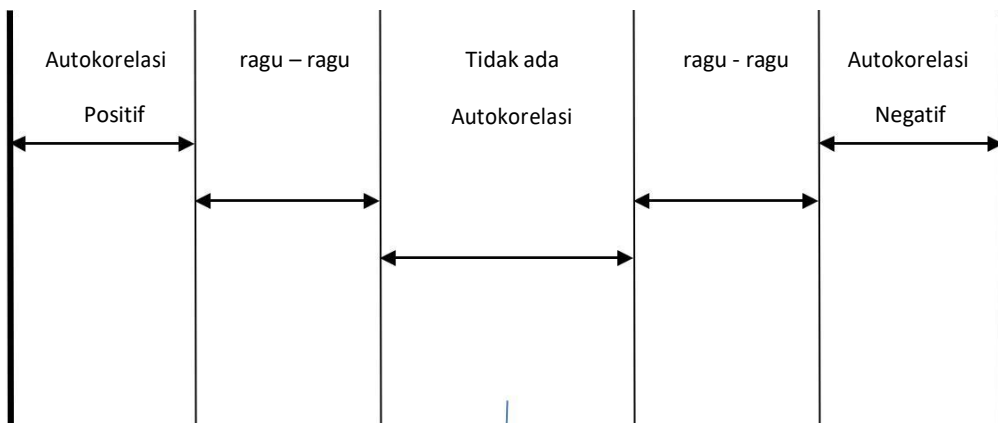 Autokorelasi
Positif
ragu – ragu
Tidak ada
Autokorelasi
ragu - ragu
Autokorelasi
Negatif